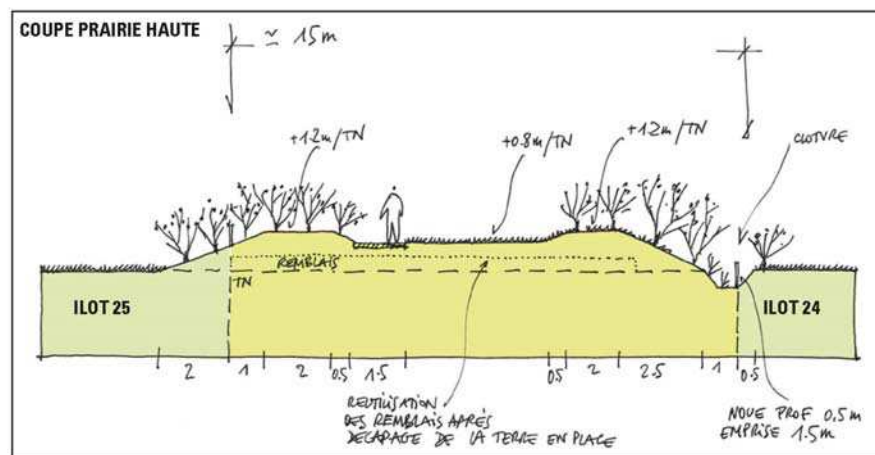 COUPE PRAIRIE HAUTE
≃ 15m
+1.2m/TN
+0.8m/TN
+1.2m/TN
CLOTURE
REMBLAIS
TN
ILOT 25
ILOT 24
2
1
2
0.5
1.5
0.5
2
2.5
1
0.5
REUTILISATION
DES REMBLAIS APRÈS
DECAPAGE DE LA TERRE EN PLACE
NOUE PROF 0.5m
EMPRISE 1.5m